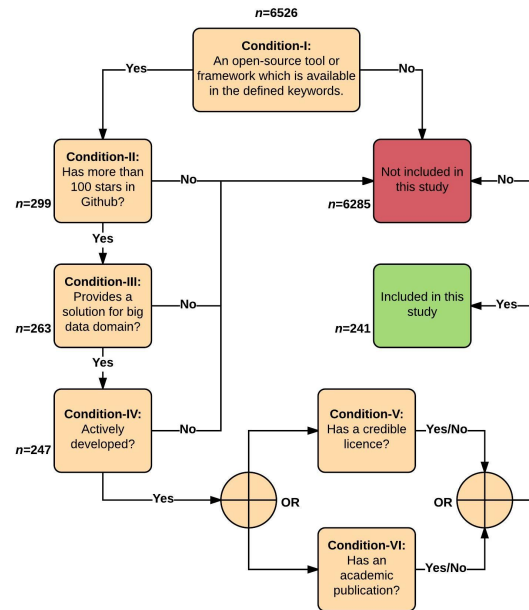 n=6526
Condition-I:
An open-source tool or
framework which is available
in the defined keywords.
Yes
No
Condition-II:
Has more than
100 stars in
Github?
n=299
No
Not included in
this study
n=6285
No
Yes
Condition-III:
Provides a
solution for big
data domain?
n=263
No
Included in this
study
n=241
Yes
Yes
Condition-IV:
Actively
developed?
n=247
No
Condition-V:
Has a credible
licence?
Yes/No
Yes
OR
OR
Condition-VI:
Has an
academic
publication?
Yes/No